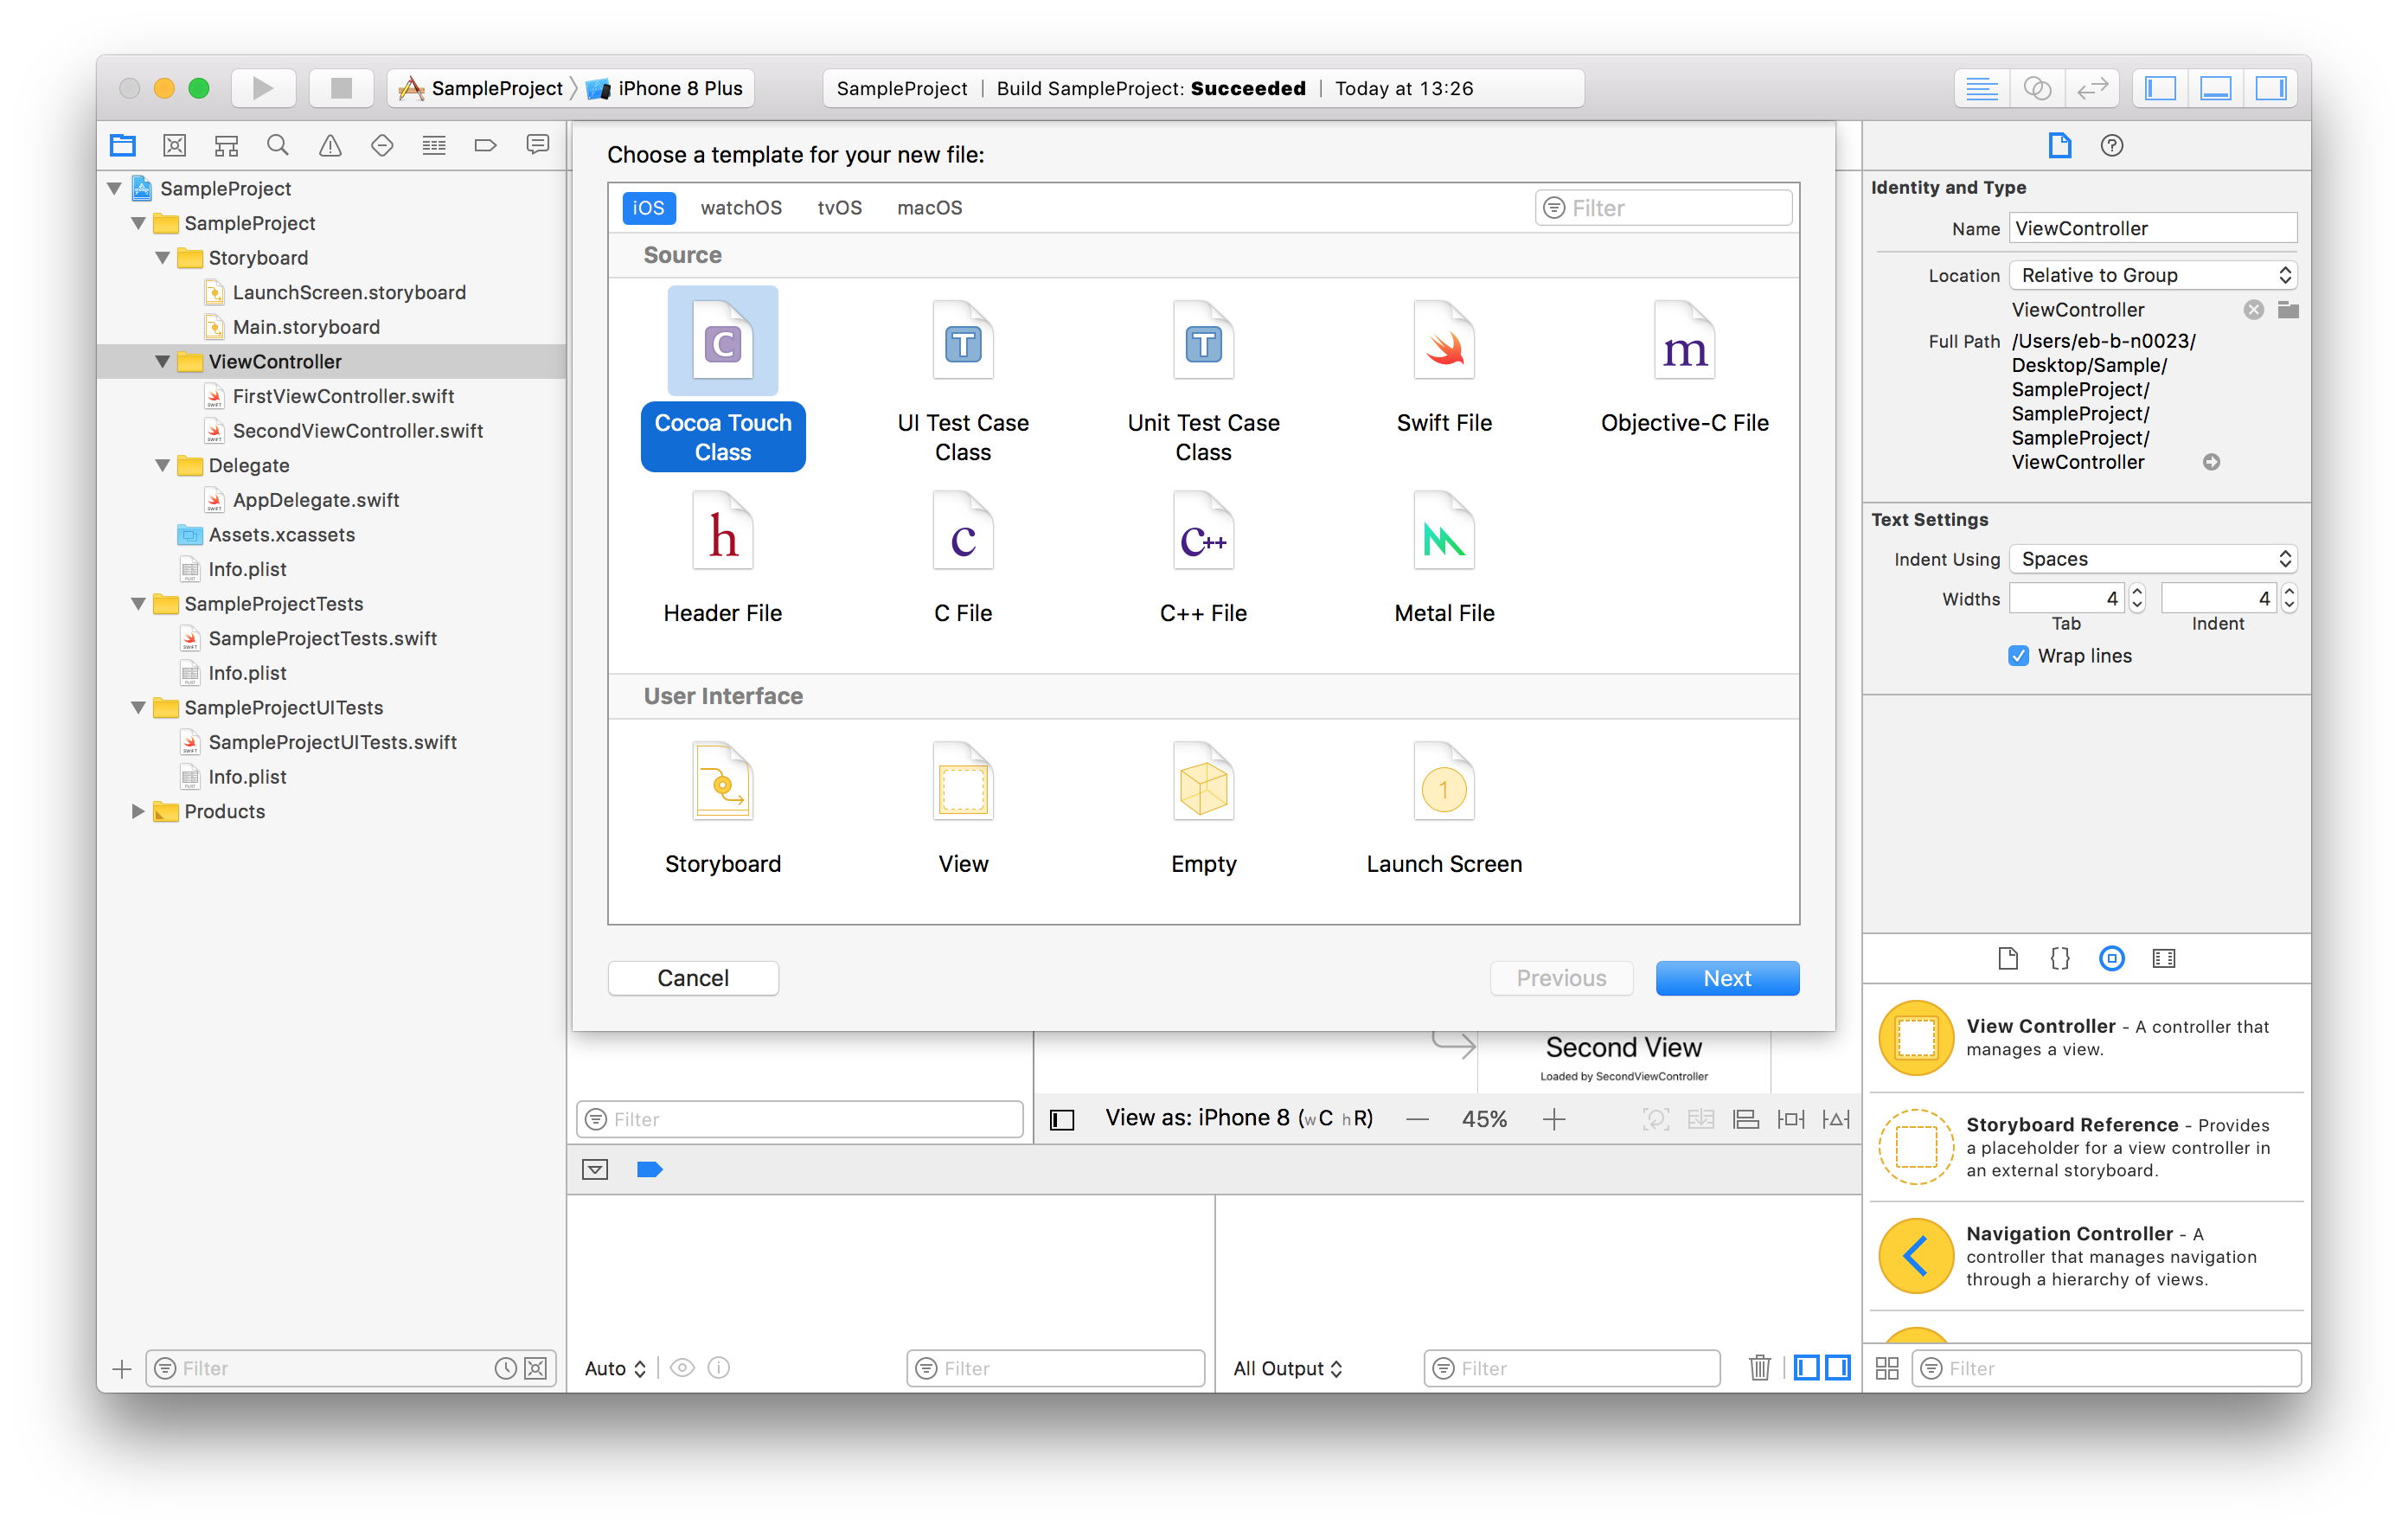 SampleProject 〉 iPhone 8 Plus
SampleProject | Build SampleProject: Succeeded | Today at 13:26
SampleProject
SampleProject
Storyboard
LaunchScreen.storyboard
Main.storyboard
ViewController
FirstViewController.swift
SecondViewController.swift
Delegate
AppDelegate.swift
Assets.xcassets
Info.plist
SampleProjectTests
SampleProjectTests.swift
Info.plist
SampleProjectUITests
SampleProjectUITests.swift
Info.plist
Products
Filter
Choose a template for your new file:
iOS watchOS tvOS macOS Filter
Source
C T T m
Cocoa Touch
Class
UI Test Case
Class
Unit Test Case
Class
Swift File
Objective-C File
h c c++
Header File
C File
C++ File
Metal File
User Interface
1
Storyboard
View
Empty
Launch Screen
Cancel Previous Next
Second View
Loaded by SecondViewController
Filter
View as: iPhone 8 (wC hR) — 45% +
Auto Filter
All Output Filter
Identity and Type
Name ViewController
Location Relative to Group
ViewController
Full Path /Users/eb-b-n0023/
Desktop/Sample/
SampleProject/
SampleProject/
SampleProject/
ViewController
Text Settings
Indent Using Spaces
Widths 4 4
Tab Indent
Wrap lines
{}
View Controller - A controller that
manages a view.
Storyboard Reference - Provides
a placeholder for a view controller in
an external storyboard.
Navigation Controller - A
controller that manages navigation
through a hierarchy of views.
Filter